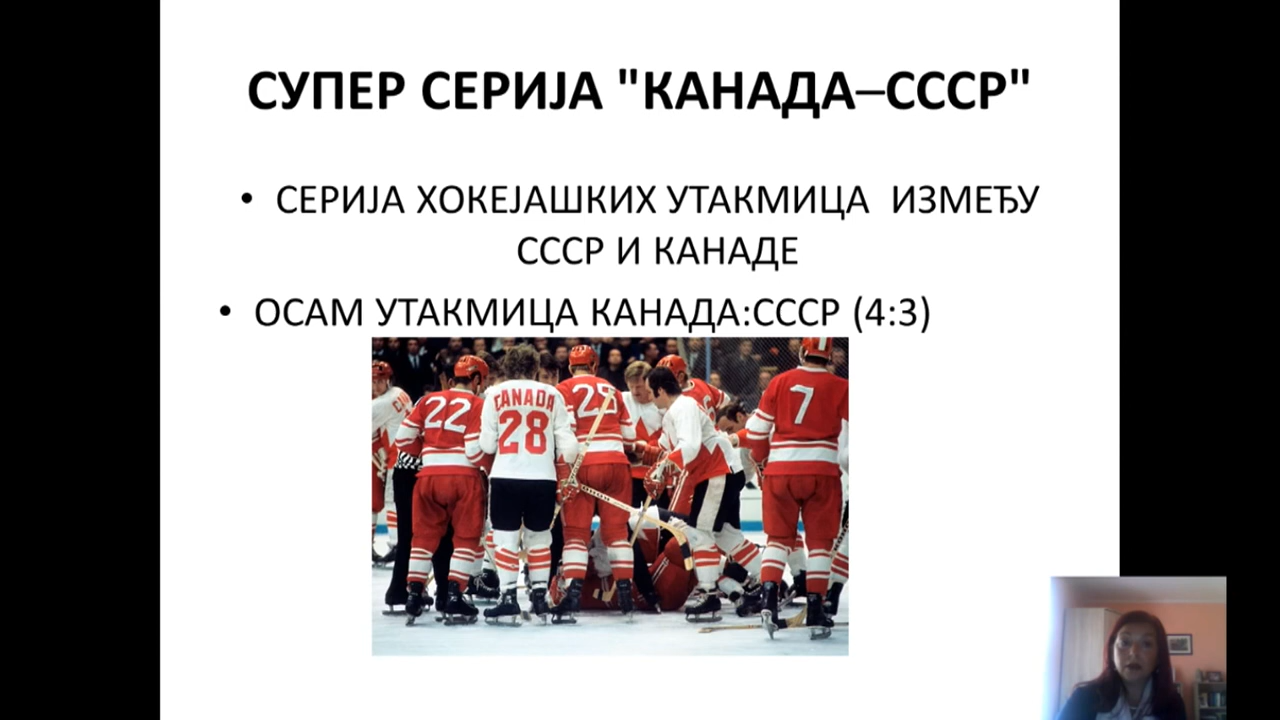 СУПЕР СЕРИЈА "КАНАДА–СССР"
• СЕРИЈА ХОКЕЈАШКИХ УТАКМИЦА ИЗМЕЂУ
СССР И КАНАДЕ
• ОСАМ УТАКМИЦА КАНАДА:СССР (4:3)
22
CANADA
28
25
7